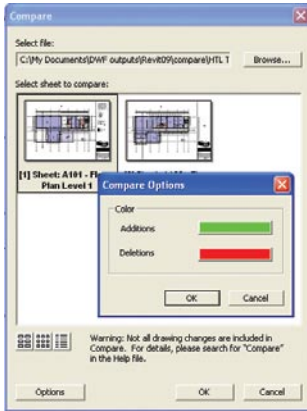 Compare
Select file:
C:\My Documents\DWF outputs\Revit09\compare\HTL T
Browse...
Select sheet to compare:
[1] Sheet: A101 -
Plan Level 1
Compare Options
Color
Additions
Deletions
OK
Cancel
Warning: Not all drawing changes are included in
Compare. For details, please search for "Compare"
in the Help file.
Options
OK
Cancel